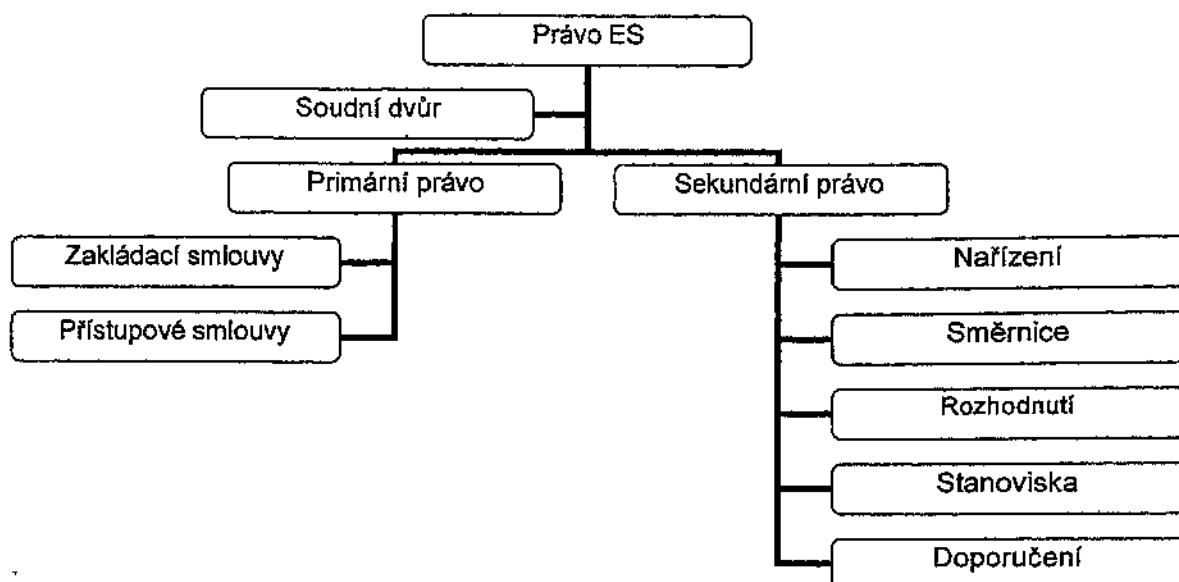 Právo ES
Soudní dvůr
Primární právo
Sekundární právo
Zakládací smlouvy
Přístupové smlouvy
Nařízení
Směrnice
Rozhodnutí
Stanoviska
Doporučení